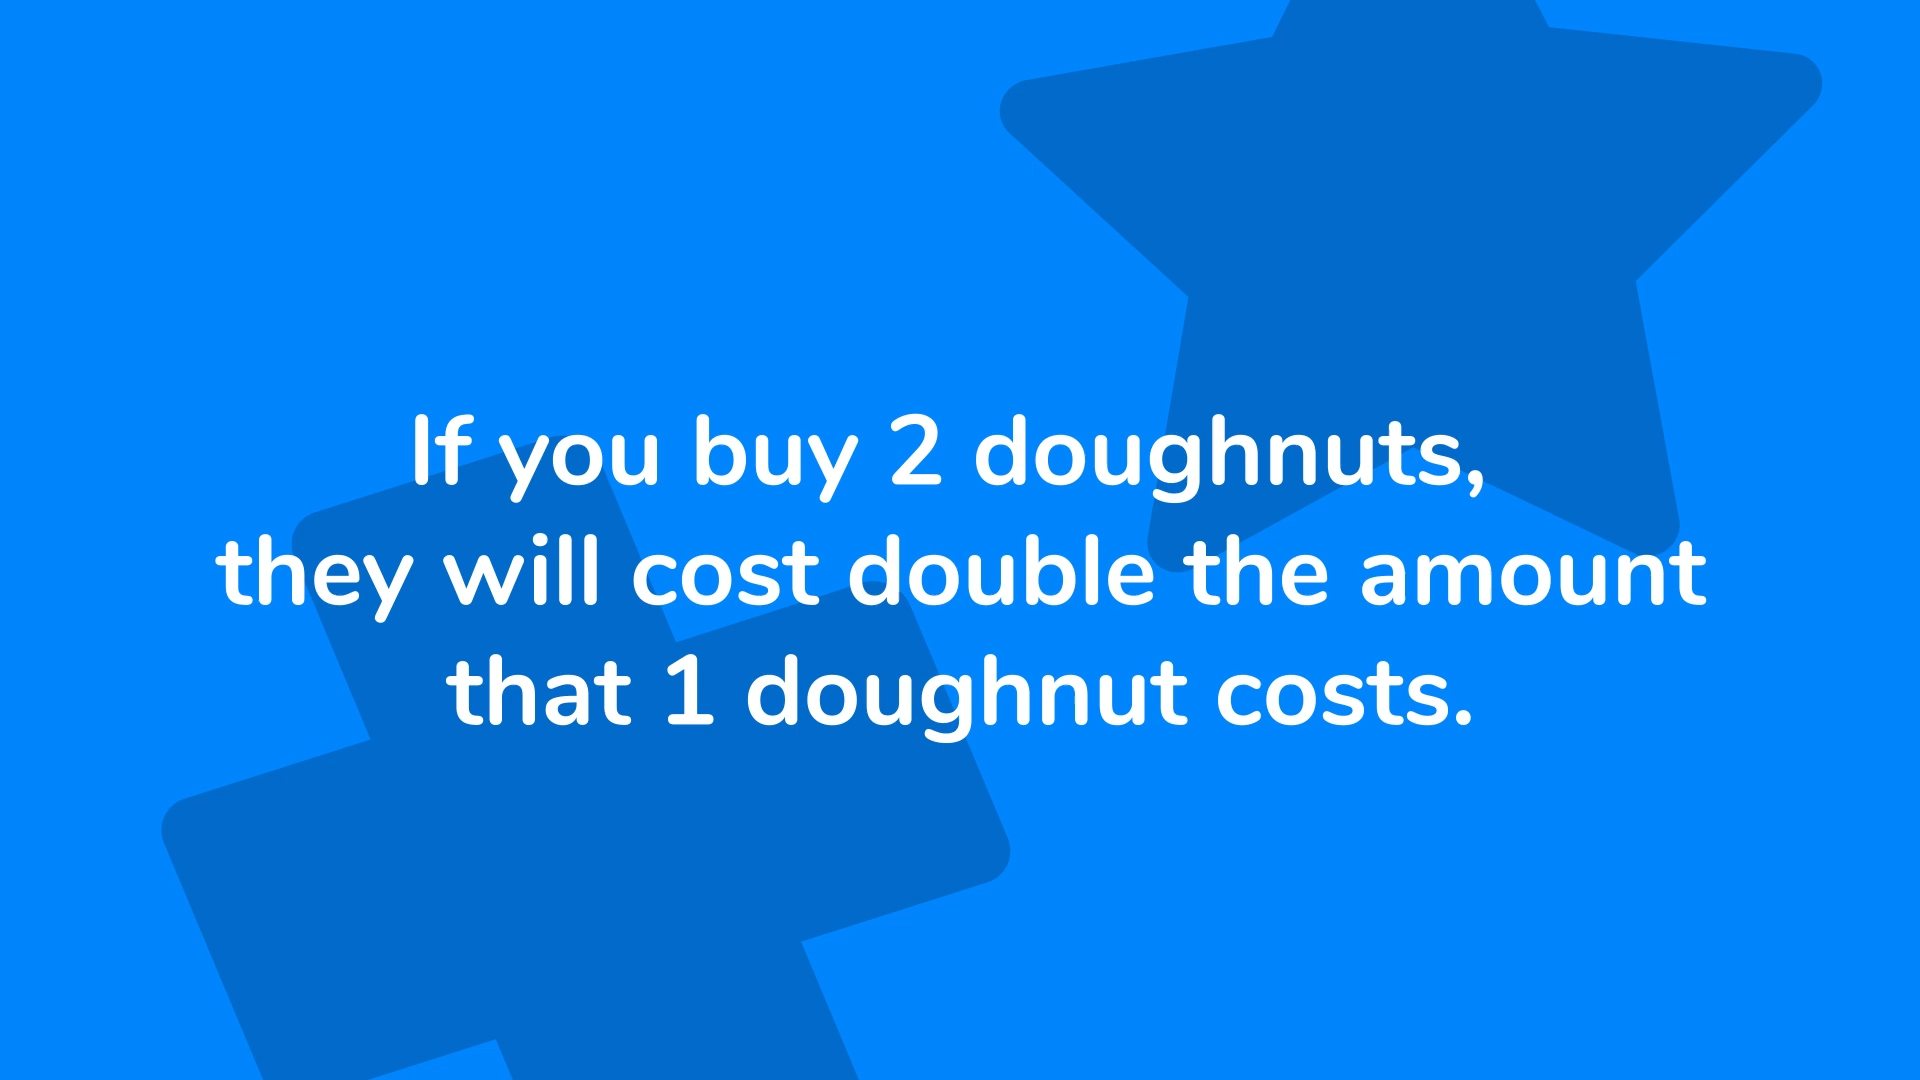 If you buy 2 doughnuts,
they will cost double the amount
that 1 doughnut costs.